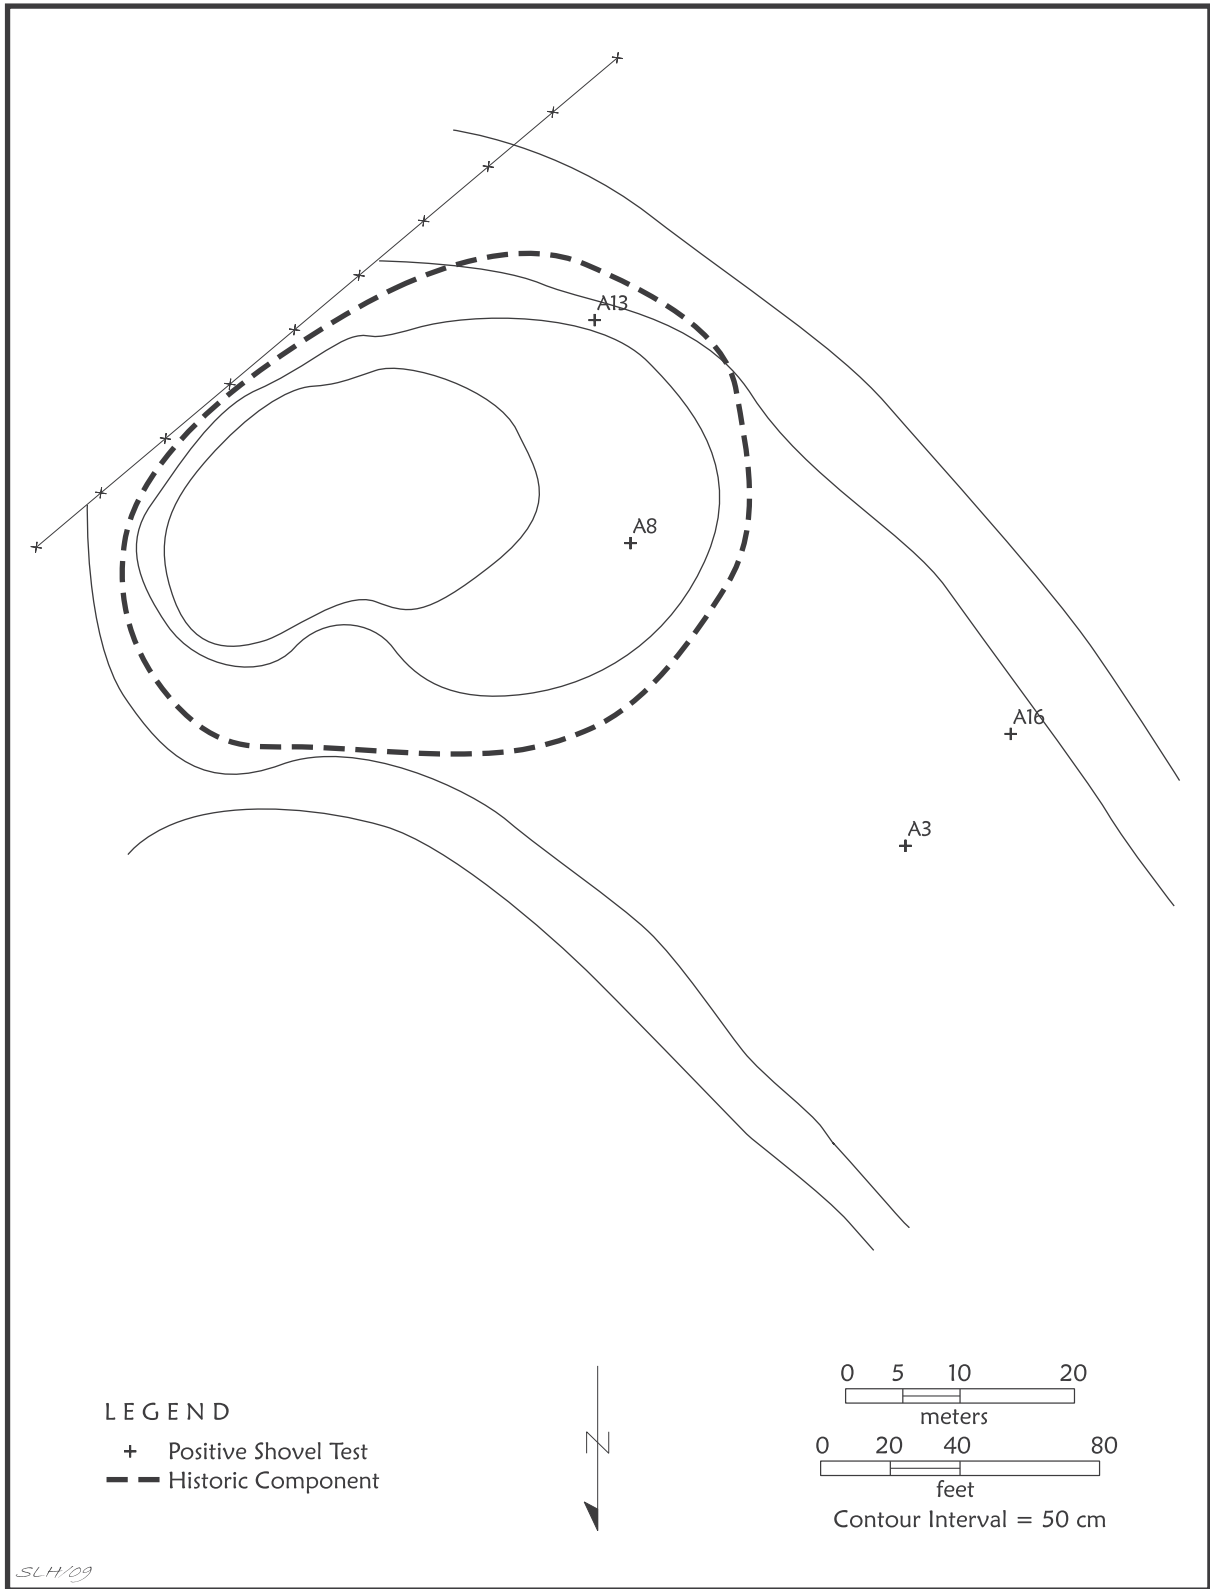 A13
A8
A16
A3
0 5 10 20
meters
0 20 40 80
feet
Contour Interval = 50 cm
N
LEGEND
Positive Shovel Test
Historic Component
SLH/09